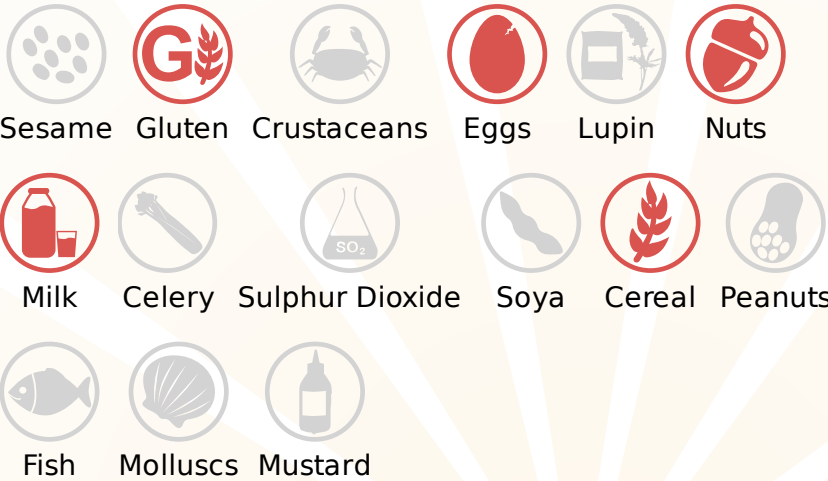 G
Sesame Gluten Crustaceans Eggs Lupin Nuts
SO₂
Milk Celery Sulphur Dioxide Soya Cereal Peanuts
Fish Molluscs Mustard